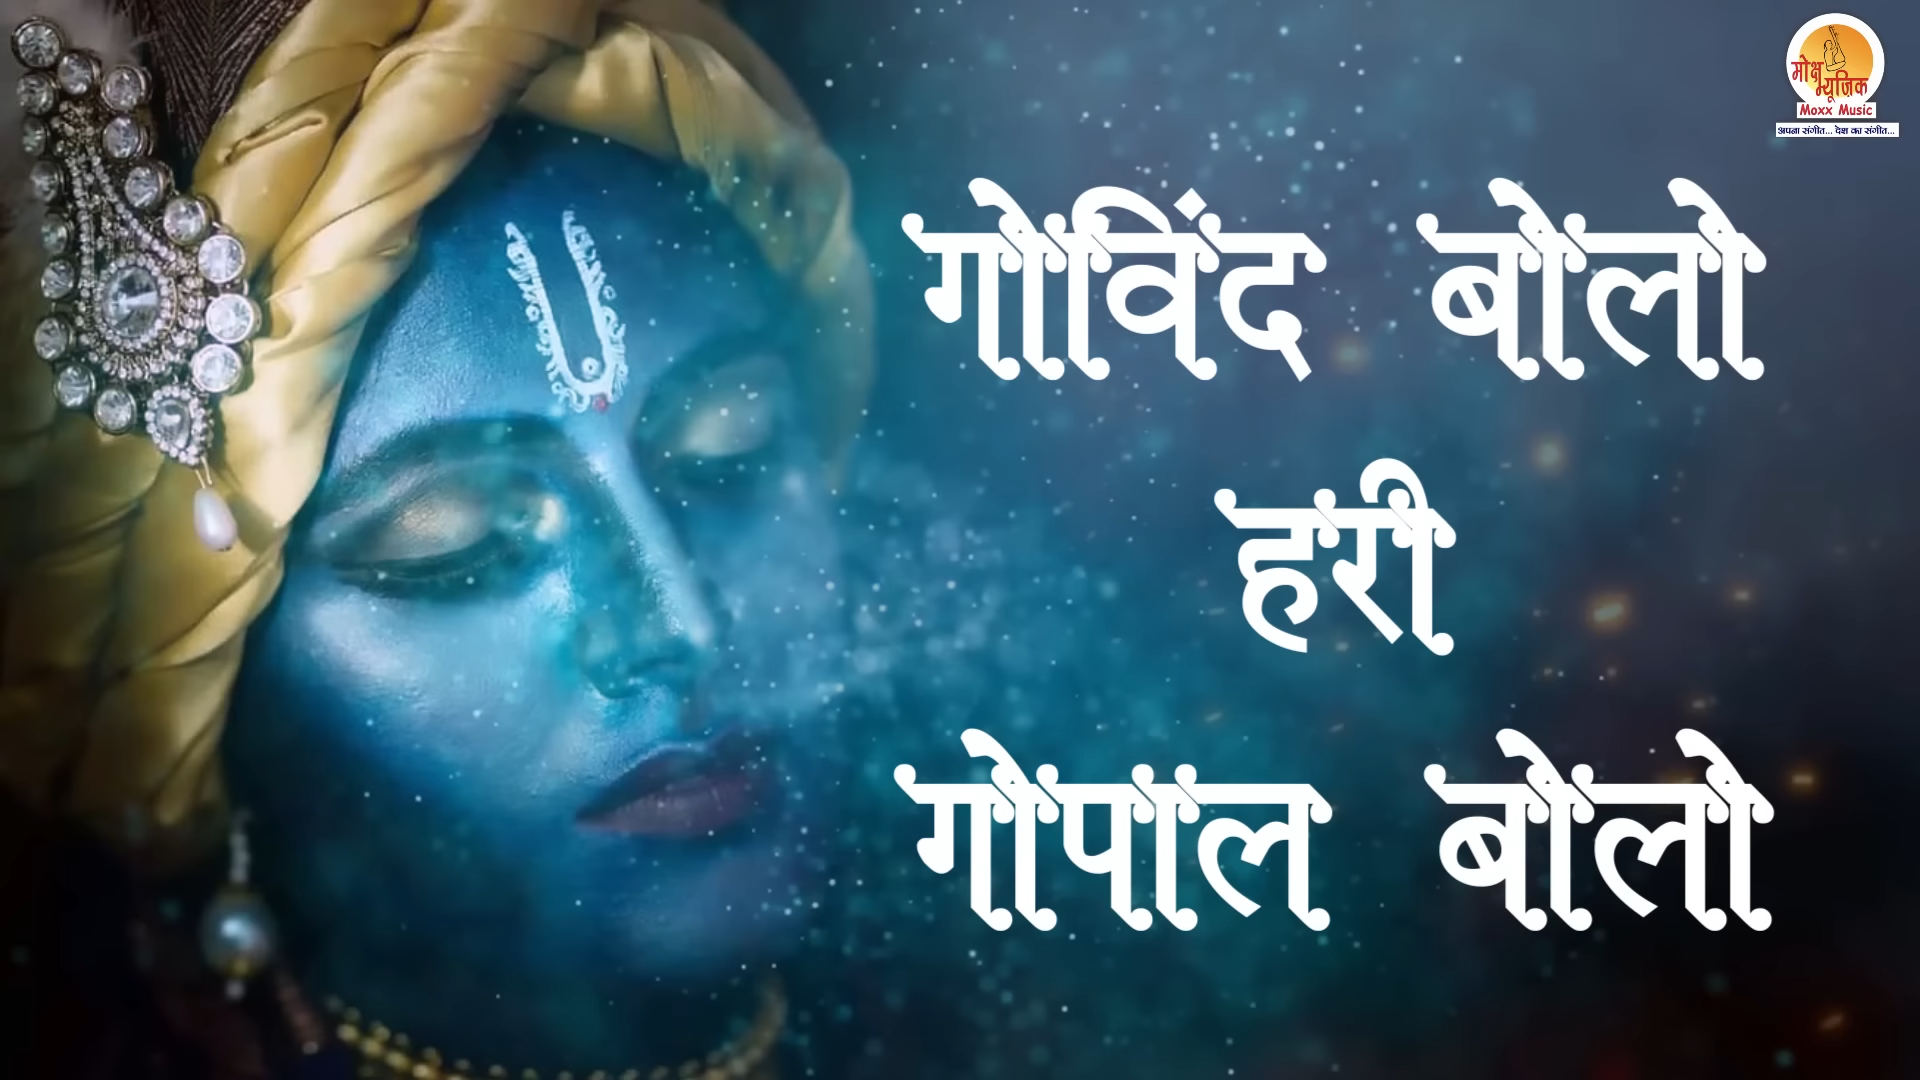 मोक्ष
म्यूज़िक
Moxx Music
अपना संगीत... देश का संगीत...
गोविंद बोलो
हरी
गोपाल बोलो